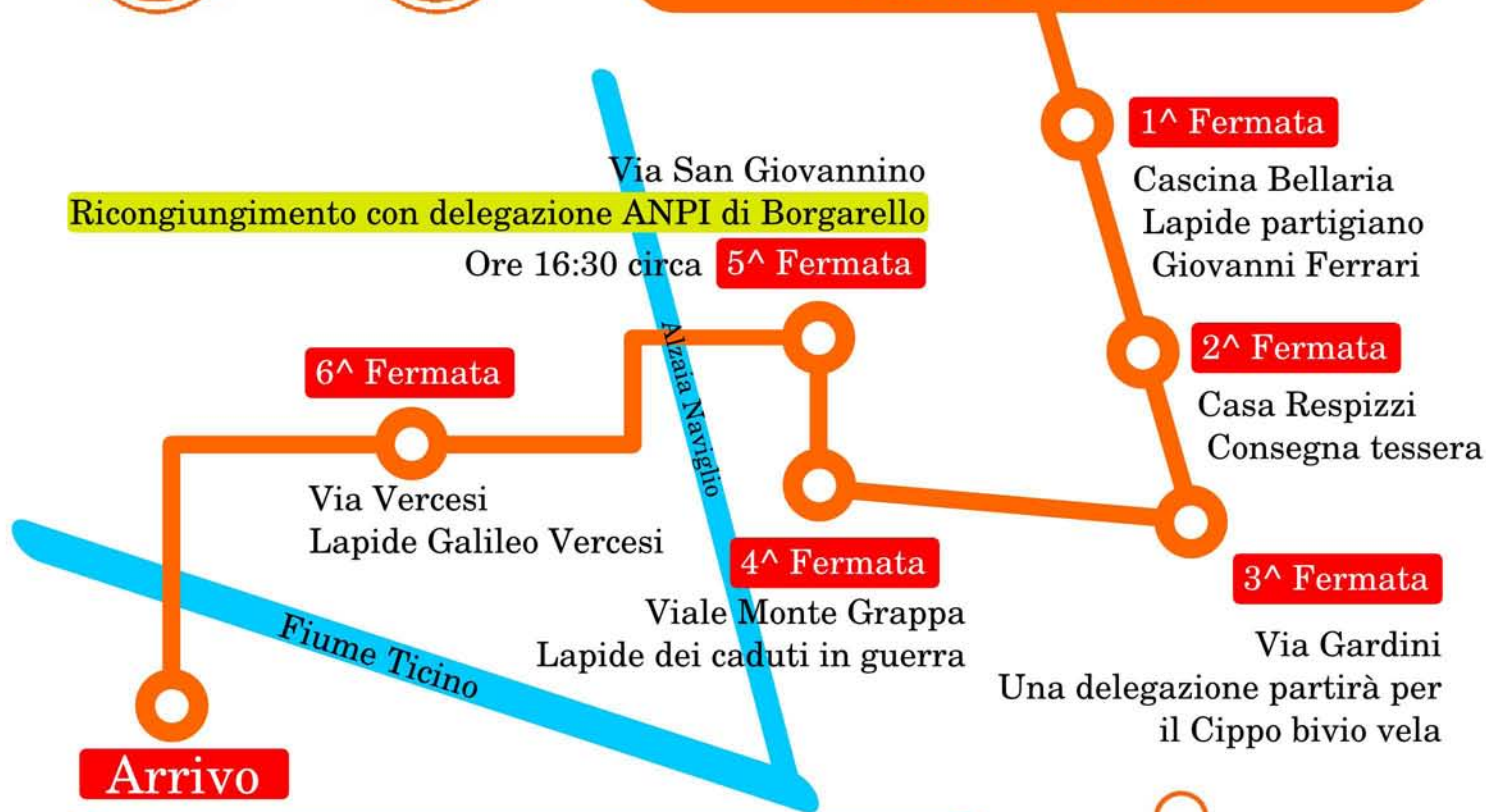 1^ Fermata
Cascina Bellaria
Lapide partigiano
Giovanni Ferrari
2^ Fermata
Casa Respizzi
Consegna tessera
3^ Fermata
Via Gardini
Una delegazione partirà per
il Cippo bivio vela
4^ Fermata
Viale Monte Grappa
Lapide dei caduti in guerra
Via San Giovannino
Ricongiungimento con delegazione ANPI di Borgarello
Ore 16:30 circa 5^ Fermata
Alzaia Naviglio
6^ Fermata
Via Vercesi
Lapide Galileo Vercesi
Fiume Ticino
Arrivo